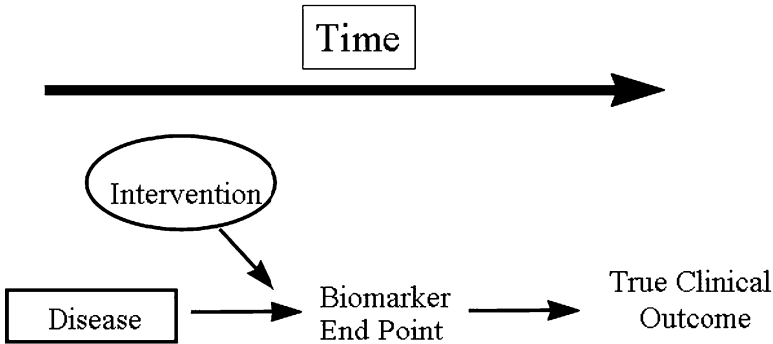 Time
Intervention
Disease
Biomarker
End Point
True Clinical
Outcome